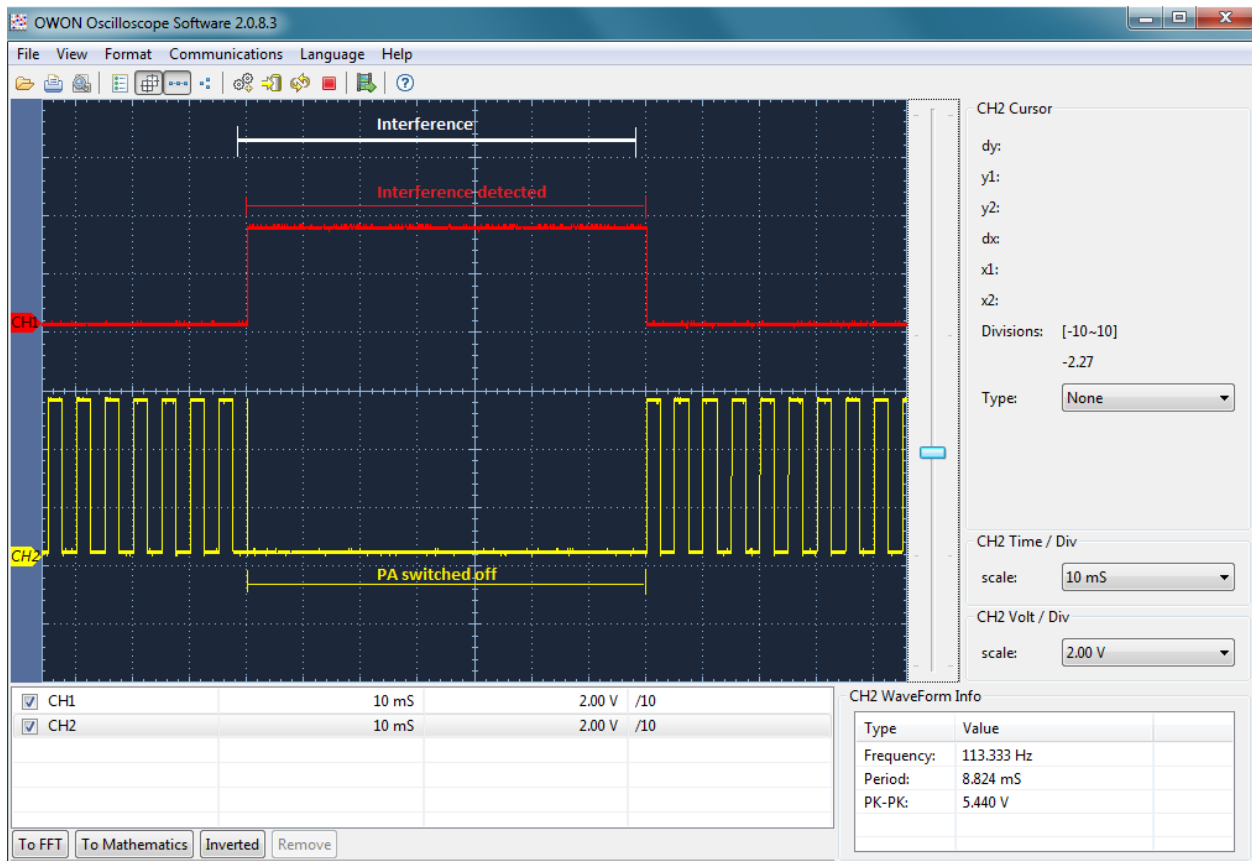 OWON Oscilloscope Software 2.0.8.3
File View Format Communications Language Help
CH2 Cursor
Interference
dy:
y1:
Interference detected
y2:
dx:
x1:
x2:
CH1
Divisions: [-10~10]
-2.27
Type: None
CH2 Time / Div
CH2
PA switched off
scale: 10 mS
CH2 Volt / Div
scale: 2.00 V
CH1 10 mS 2.00 V /10
CH2 10 mS 2.00 V /10
CH2 WaveForm Info
Type Value
Frequency: 113.333 Hz
Period: 8.824 mS
PK-PK: 5.440 V
To FFT To Mathematics Inverted Remove